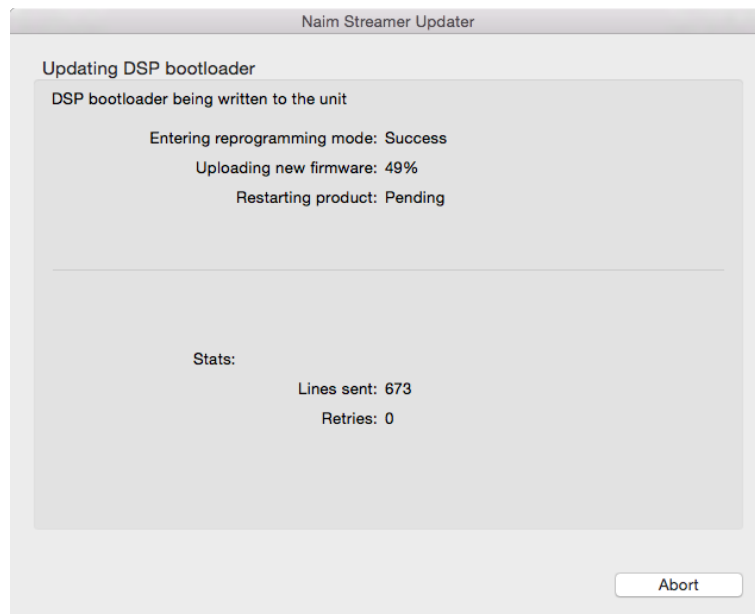 Naim Streamer Updater
Updating DSP bootloader
DSP bootloader being written to the unit
Entering reprogramming mode: Success
Uploading new firmware: 49%
Restarting product: Pending
Stats:
Lines sent: 673
Retries: 0
Abort